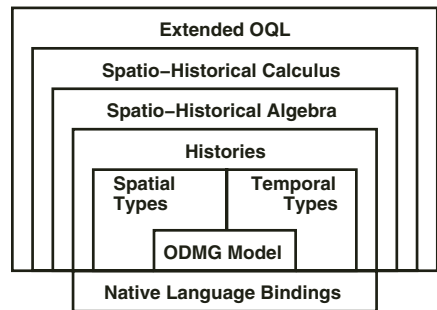 Extended OQL
Spatio−Historical Calculus
Spatio−Historical Algebra
Histories
Spatial Temporal
Types Types
ODMG Model
Native Language Bindings